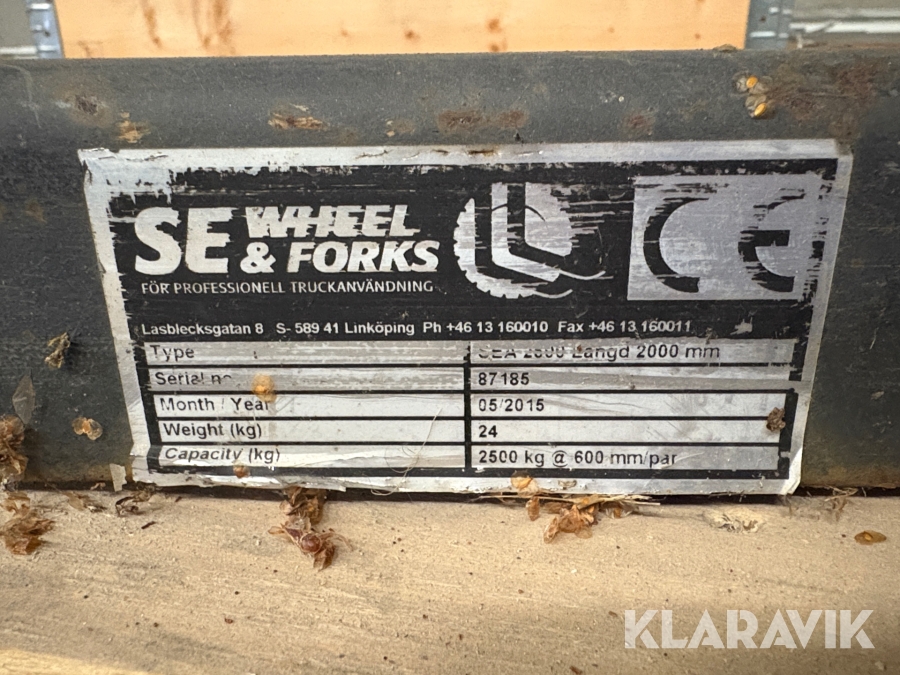 SE WHEEL & FORKS
FÖR PROFESSIONELL TRUCKANVÄNDNING
CE
Lasblecksgatan 8 S- 589 41 Linköping Ph +46 13 160010 Fax +46 13 160011
Type Längd 2000 mm
Serial 87185
Month / Year 05/2015
Weight (kg) 24
Capacity (kg) 2500 kg @ 600 mm/par
KLARAVIK